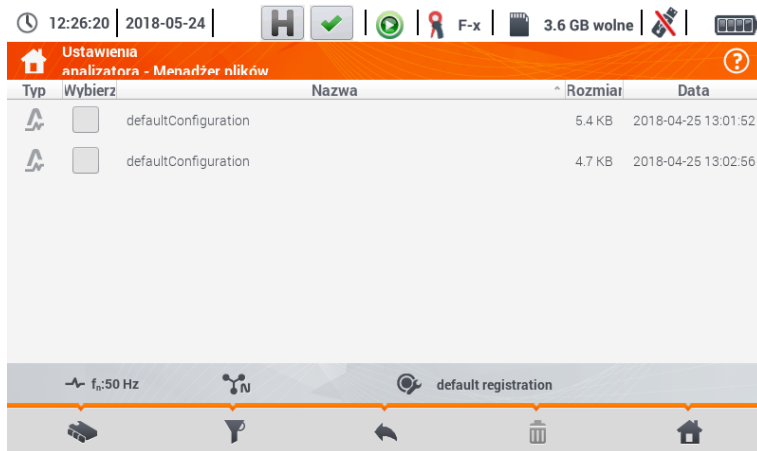 12:26:20 2018-05-24 H F-x 3.6 GB wolne
Ustawienia
analizatora - Menadżer plików
?
Typ Wybierz Nazwa Rozmiar Data
defaultConfiguration 5.4 KB 2018-04-25 13:01:52
defaultConfiguration 4.7 KB 2018-04-25 13:02:56
fn:50 Hz N default registration